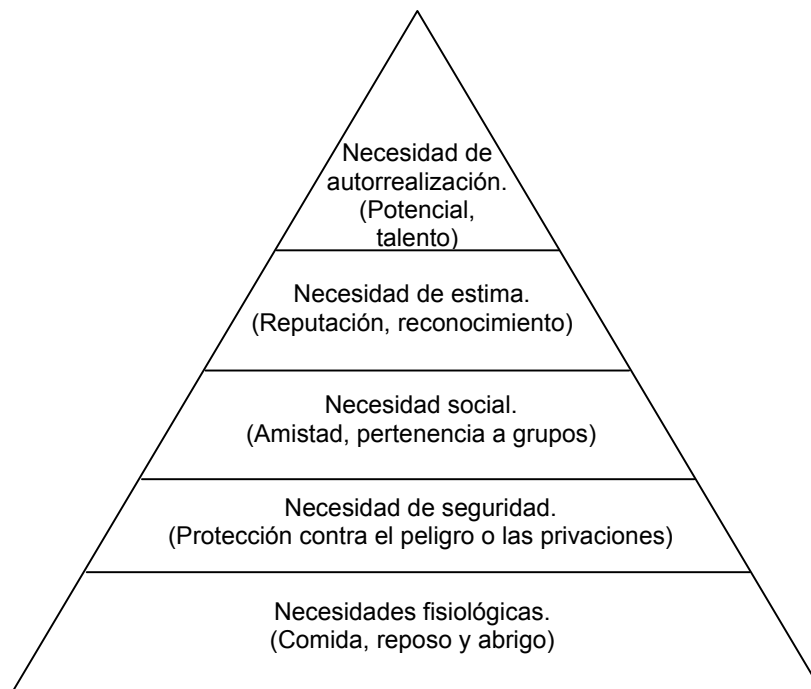 Necesidad de
autorrealización.
(Potencial,
talento)
Necesidad de estima.
(Reputación, reconocimiento)
Necesidad social.
(Amistad, pertenencia a grupos)
Necesidad de seguridad.
(Protección contra el peligro o las privaciones)
Necesidades fisiológicas.
(Comida, reposo y abrigo)